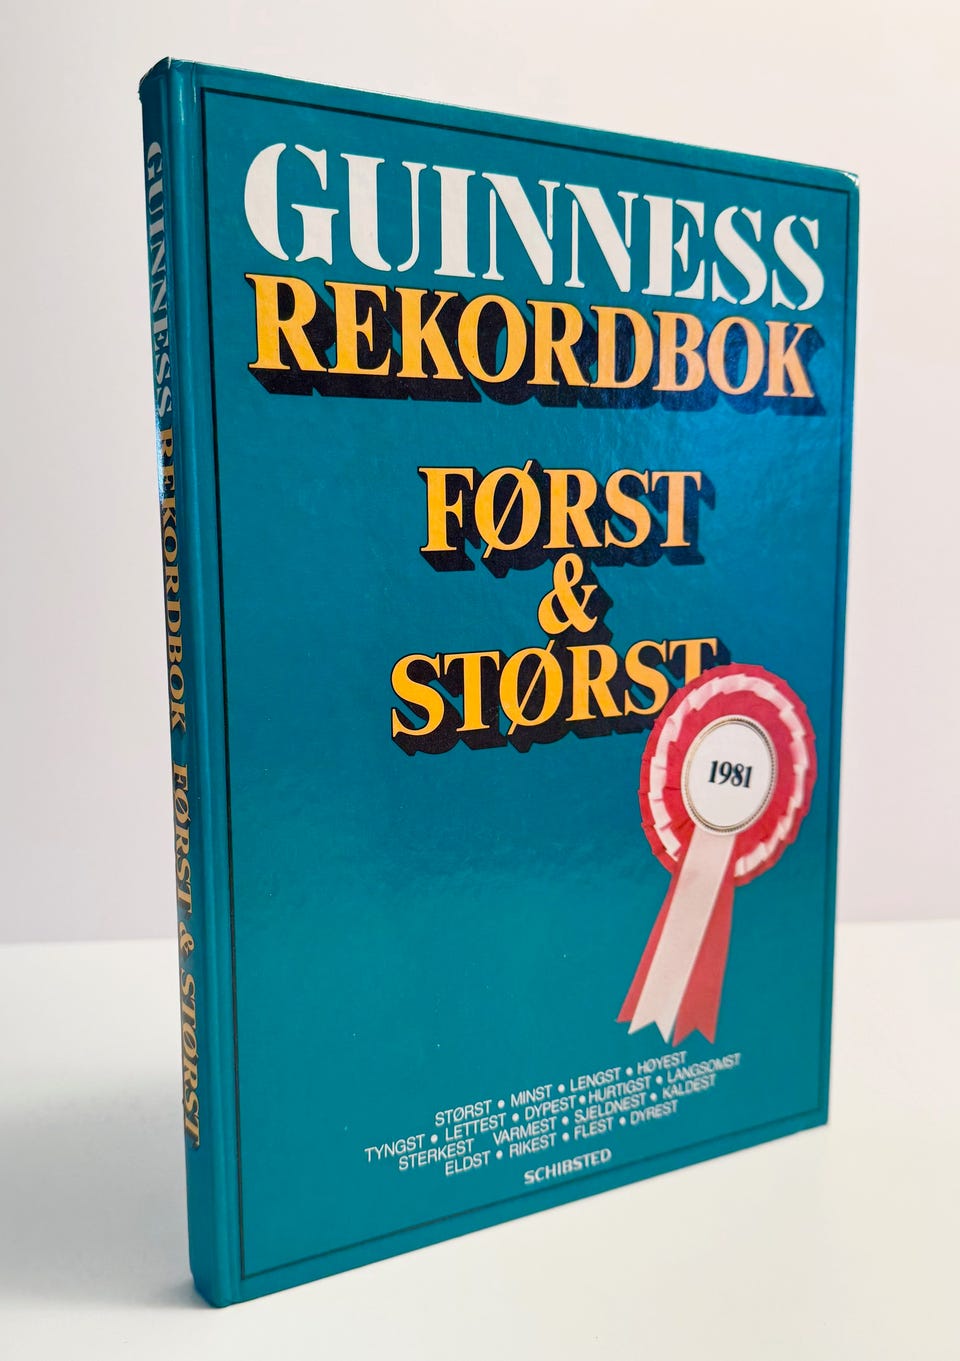 GUINNESS
REKORDBOK
FØRST
&
STØRST
1981
STØRST • MINST • LENGST • HØYEST
TYNGST • LETTEST • DYPEST • HURTIGST • LANGSOMST
STERKEST VARMEST • SJELDNEST • KALDEST
ELDST • RIKEST • FLEST • DYREST
SCHIBSTED
GUINNESS REKORDBOK FØRST & STØRST